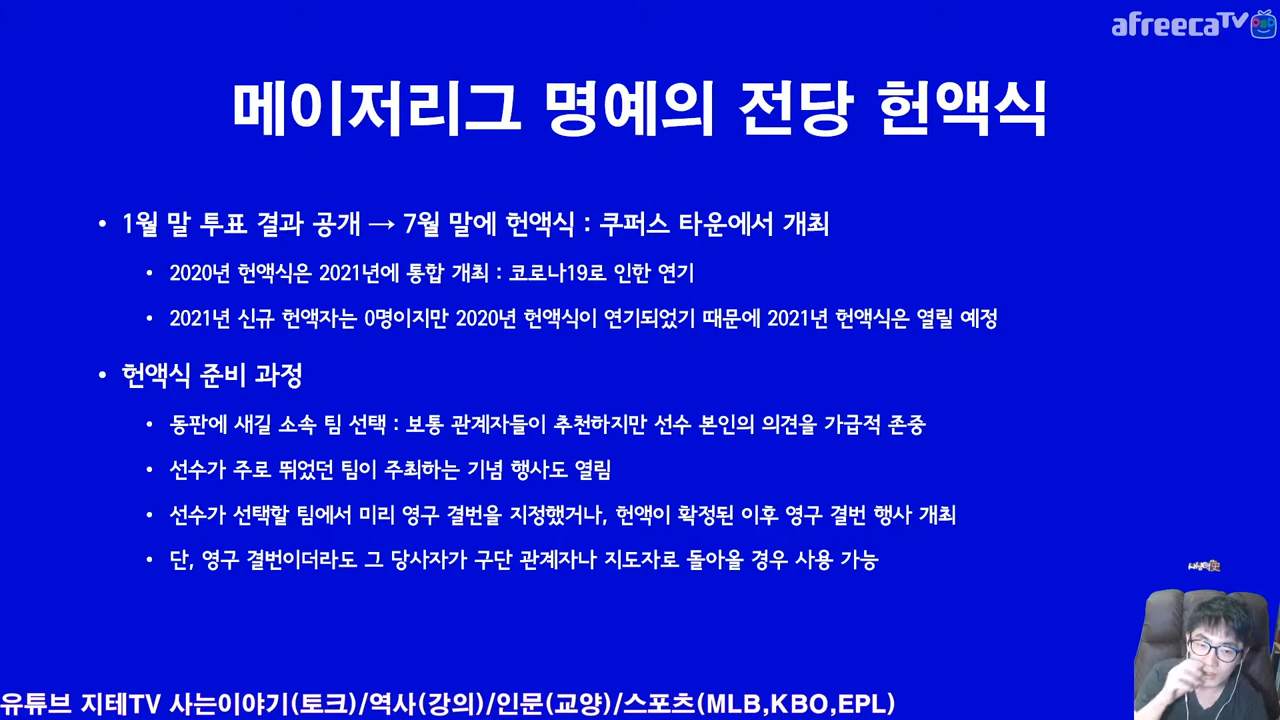 afreecaTV
메이저리그 명예의 전당 헌액식
• 1월 말 투표 결과 공개 → 7월 말에 헌액식 : 쿠퍼스 타운에서 개최
• 2020년 헌액식은 2021년에 통합 개최 : 코로나19로 인한 연기
• 2021년 신규 헌액자는 0명이지만 2020년 헌액식이 연기되었기 때문에 2021년 헌액식은 열릴 예정
• 헌액식 준비 과정
• 동판에 새길 소속 팀 선택 : 보통 관계자들이 추천하지만 선수 본인의 의견을 가급적 존중
• 선수가 주로 뛰었던 팀이 주최하는 기념 행사도 열림
• 선수가 선택할 팀에서 미리 영구 결번을 지정했거나, 헌액이 확정된 이후 영구 결번 행사 개최
• 단, 영구 결번이더라도 그 당사자가 구단 관계자나 지도자로 돌아올 경우 사용 가능
유튜브 지테TV 사는이야기(토크)/역사(강의)/인문(교양)/스포츠(MLB,KBO,EPL)